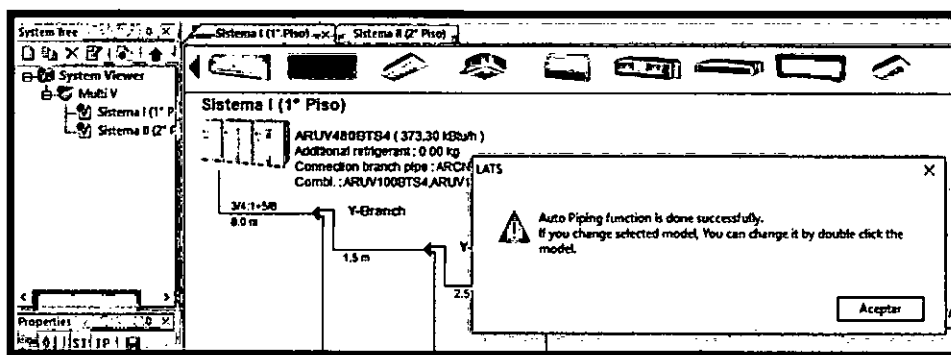 System Tree
Sistema I (1° Piso)
Sistema II (2° Piso)
System Viewer
Multi V
Sistema I (1° P
Sistema II (2°
Sistema I (1° Piso)
ARUV480BTS4 ( 373,30 kBtu/h )
Additional refrigerant : 0.00 kg
Connection branch pipe : ARCN
Combi. : ARUV100BTS4,ARUV1
3/4:1+5/8
8.0 m
Y-Branch
1.5 m
Y-
2.5
LATS
Auto Piping function is done successfully.
If you change selected model, You can change it by double click the
model.
Aceptar
Properties
SI IP